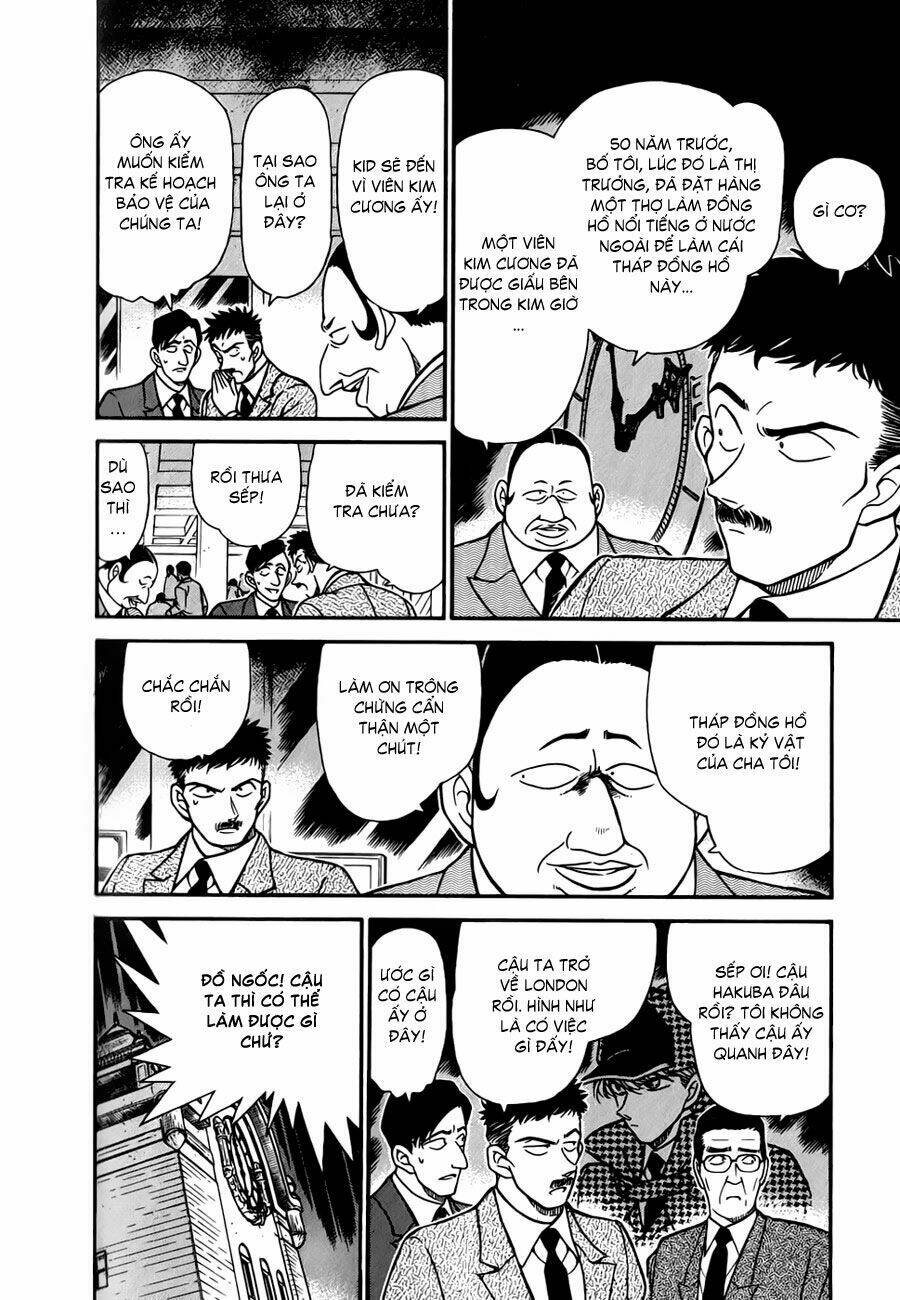 GÌ CƠ?
50 NĂM TRƯỚC,
BỐ TÔI, LÚC ĐÓ LÀ THỊ
TRƯỞNG, ĐÃ ĐẶT HÀNG
MỘT THỢ LÀM ĐỒNG
HỒ NỔI TIẾNG Ở NƯỚC
NGOÀI ĐỂ LÀM CÁI
THÁP ĐỒNG HỒ
NÀY...
MỘT VIÊN
KIM CƯƠNG ĐÃ
ĐƯỢC GIẤU BÊN
TRONG KIM GIỜ
...
KID SẼ ĐẾN
VÌ VIÊN KIM
CƯƠNG ẤY!
TẠI SAO
ÔNG TA
LẠI Ở
ĐÂY?
ÔNG ẤY
MUỐN KIỂM
TRA KẾ HOẠCH
BẢO VỆ CỦA
CHÚNG TA!
ĐÃ KIỂM
TRA CHƯA?
RỒI THƯA
SẾP!
DÙ
SAO
THÌ
...
THÁP ĐỒNG HỒ
ĐÓ LÀ KỶ VẬT
CỦA CHA TÔI!
LÀM ƠN TRÔNG
CHỪNG CẨN
THẬN MỘT
CHÚT!
CHẮC CHẮN
RỒI!
SẾP ƠI! CẬU
HAKUBA ĐÂU
RỒI? TÔI KHÔNG
THẤY CẬU ẤY
QUANH ĐÂY!
CẬU TA TRỞ
VỀ LONDON
RỒI. HÌNH NHƯ
LÀ CÓ VIỆC
GÌ ĐẤY!
ƯỚC GÌ
CÓ CẬU
ẤY Ở
ĐÂY!
ĐỒ NGỐC! CẬU
TA THÌ CÓ THỂ
LÀM ĐƯỢC GÌ
CHỨ?